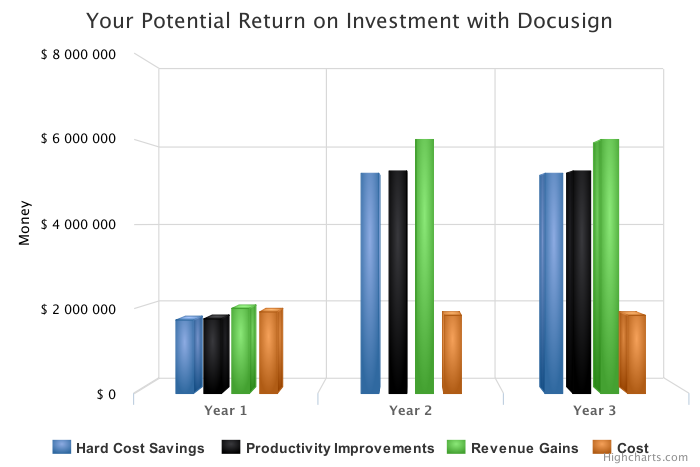 Your Potential Return on Investment with Docusign
$ 8 000 000
$ 6 000 000
$ 4 000 000
$ 2 000 000
$ 0
Money
Year 1 Year 2 Year 3
Hard Cost Savings Productivity Improvements Revenue Gains Cost
Highcharts.com